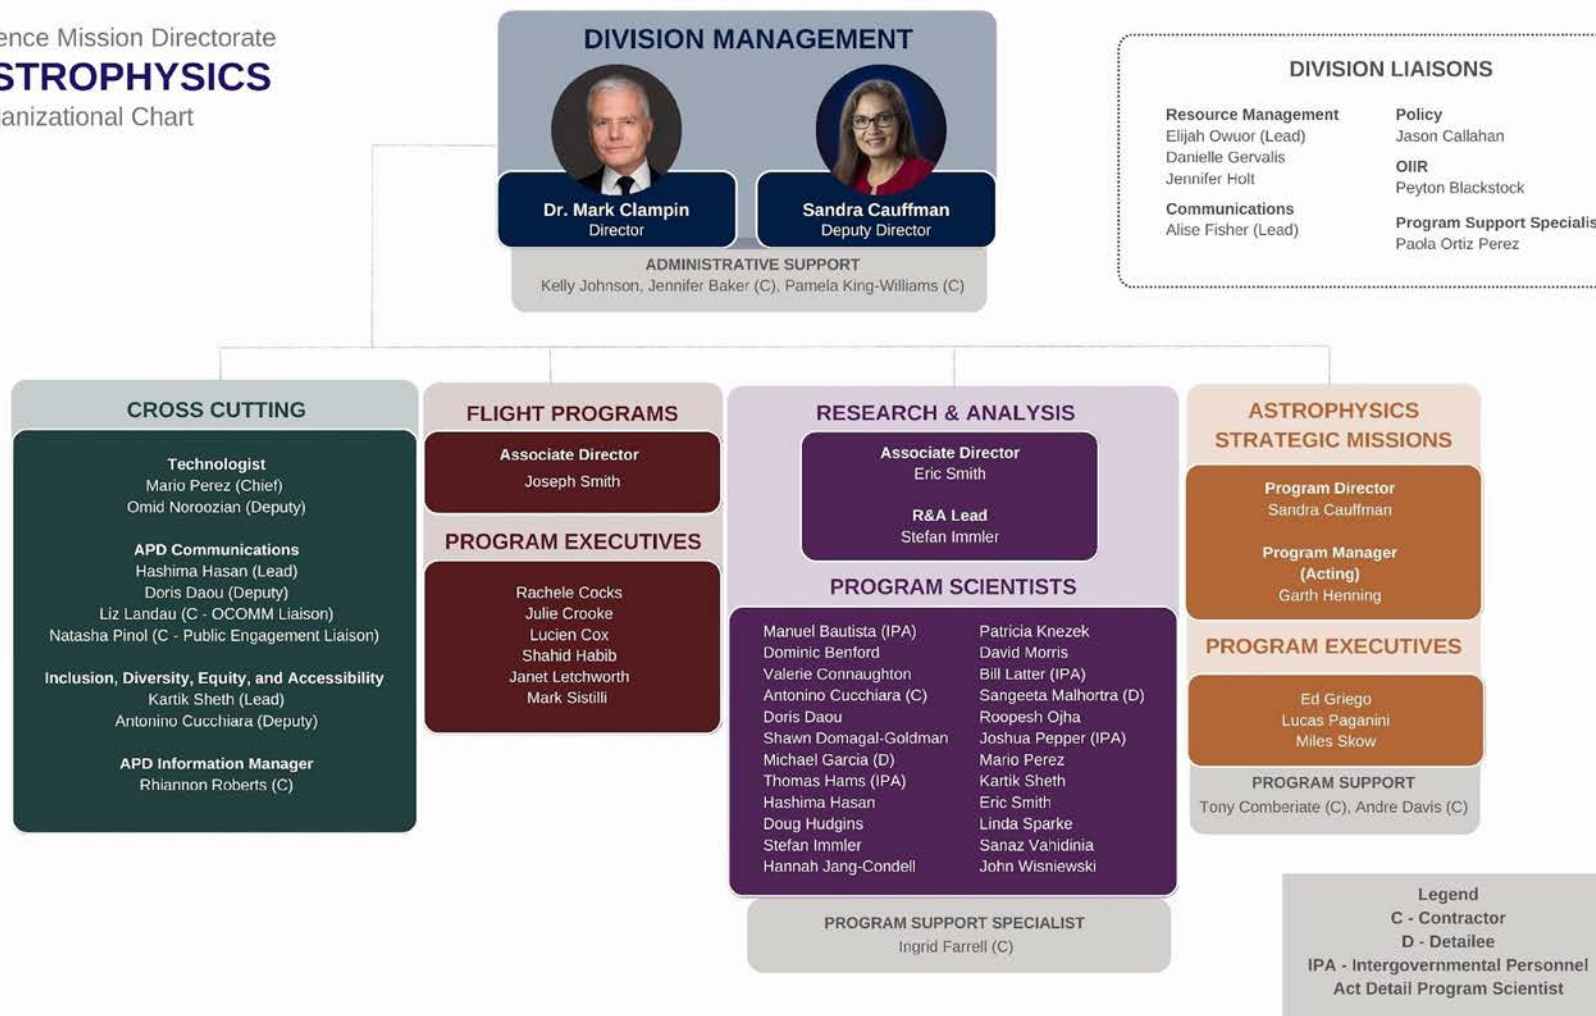 ence Mission Directorate
STROPHYSICS
anizational Chart
DIVISION MANAGEMENT
Dr. Mark Clampin
Director
Sandra Cauffman
Deputy Director
ADMINISTRATIVE SUPPORT
Kelly Johnson, Jennifer Baker (C), Pamela King-Williams (C)
DIVISION LIAISONS
Resource Management
Elijah Owuor (Lead)
Danielle Gervalis
Jennifer Holt
Communications
Alise Fisher (Lead)
Policy
Jason Callahan
OIIR
Peyton Blackstock
Program Support Specialis
Paola Ortiz Perez
CROSS CUTTING
Technologist
Mario Perez (Chief)
Omid Noroozian (Deputy)
APD Communications
Hashima Hasan (Lead)
Doris Daou (Deputy)
Liz Landau (C - OCOMM Liaison)
Natasha Pinol (C - Public Engagement Liaison)
Inclusion, Diversity, Equity, and Accessibility
Kartik Sheth (Lead)
Antonino Cucchiara (Deputy)
APD Information Manager
Rhiannon Roberts (C)
FLIGHT PROGRAMS
Associate Director
Joseph Smith
PROGRAM EXECUTIVES
Rachele Cocks
Julie Crooke
Lucien Cox
Shahid Habib
Janet Letchworth
Mark Sistilli
RESEARCH & ANALYSIS
Associate Director
Eric Smith
R&A Lead
Stefan Immler
PROGRAM SCIENTISTS
Manuel Bautista (IPA)
Dominic Benford
Valerie Connaughton
Antonino Cucchiara (C)
Doris Daou
Shawn Domagal-Goldman
Michael Garcia (D)
Thomas Hams (IPA)
Hashima Hasan
Doug Hudgins
Stefan Immler
Hannah Jang-Condell
Patricia Knezek
David Morris
Bill Latter (IPA)
Sangeeta Malhortra (D)
Roopesh Ojha
Joshua Pepper (IPA)
Mario Perez
Kartik Sheth
Eric Smith
Linda Sparke
Sanaz Vahidinia
John Wisniewski
PROGRAM SUPPORT SPECIALIST
Ingrid Farrell (C)
ASTROPHYSICS
STRATEGIC MISSIONS
Program Director
Sandra Cauffman
Program Manager
(Acting)
Garth Henning
PROGRAM EXECUTIVES
Ed Griego
Lucas Paganini
Miles Skow
PROGRAM SUPPORT
Tony Comberiate (C), Andre Davis (C)
Legend
C - Contractor
D - Detailee
IPA - Intergovernmental Personnel
Act Detail Program Scientist